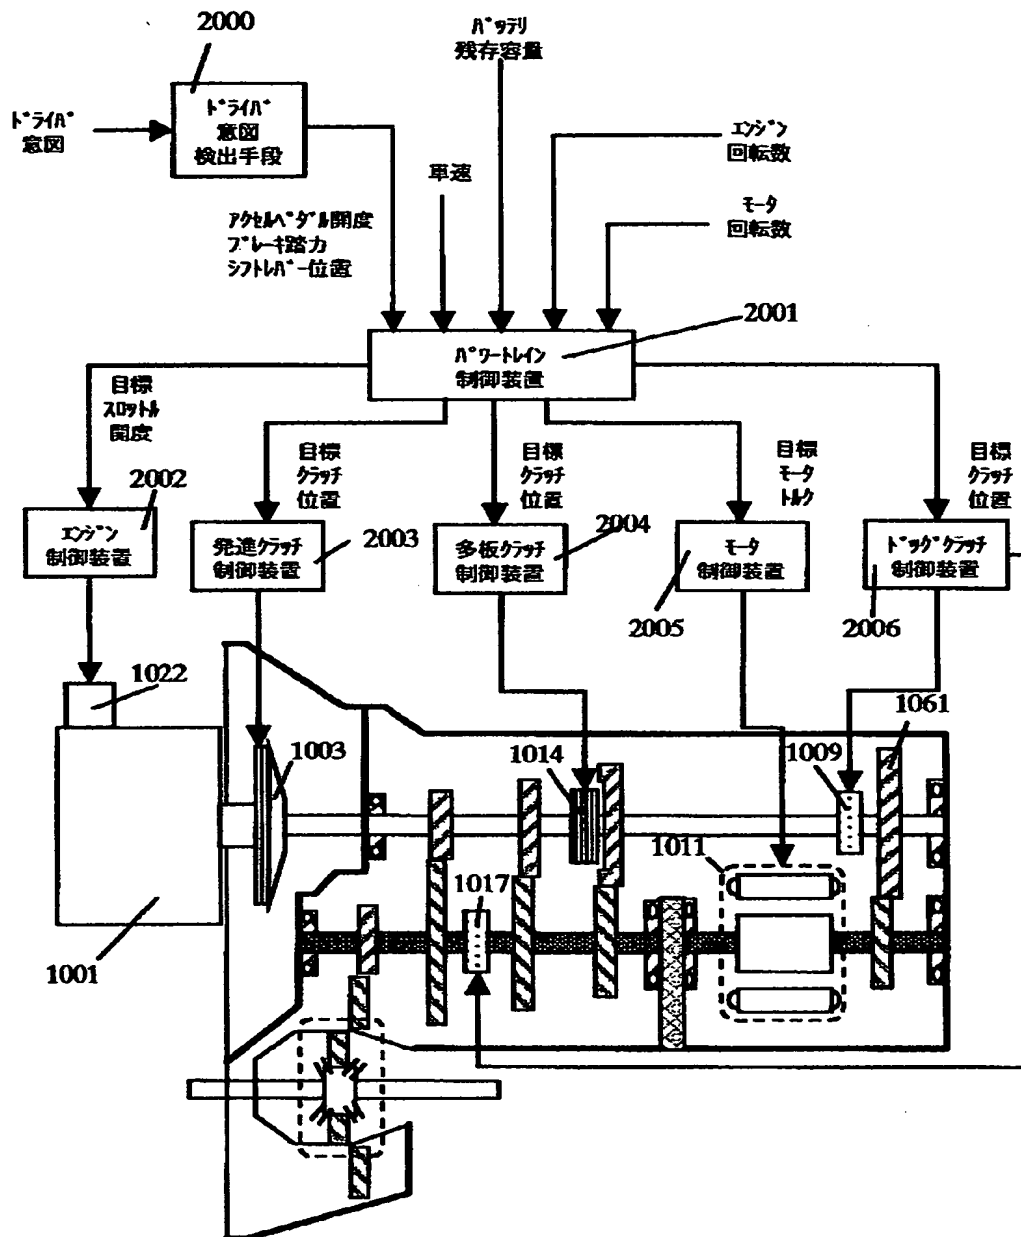 2000
ﾊﾞｯﾃﾘ
残存容量
ﾄﾞﾗｲﾊﾞ
意図
ﾄﾞﾗｲﾊﾞ
意図
検出手段
ｴﾝｼﾞﾝ
回転数
車速
ﾓｰﾀ
回転数
ｱｸｾﾙﾍﾟﾀﾞﾙ開度
ﾌﾞﾚｰｷ踏力
ｼﾌﾄﾚﾊﾞｰ位置
2001
ﾊﾟﾜｰﾄﾚｲﾝ
制御装置
目標
ｽﾛｯﾄﾙ
開度
目標
ｸﾗｯﾁ
位置
目標
ｸﾗｯﾁ
位置
目標
ﾓｰﾀ
ﾄﾙｸ
目標
ｸﾗｯﾁ
位置
2002
ｴﾝｼﾞﾝ
制御装置
発進ｸﾗｯﾁ
制御装置
2003
多板ｸﾗｯﾁ
制御装置
2004
ﾓｰﾀ
制御装置
2005
ﾄﾞｯｸﾞｸﾗｯﾁ
制御装置
2006
1022
1003
1014
1009
1061
1011
1017
1001